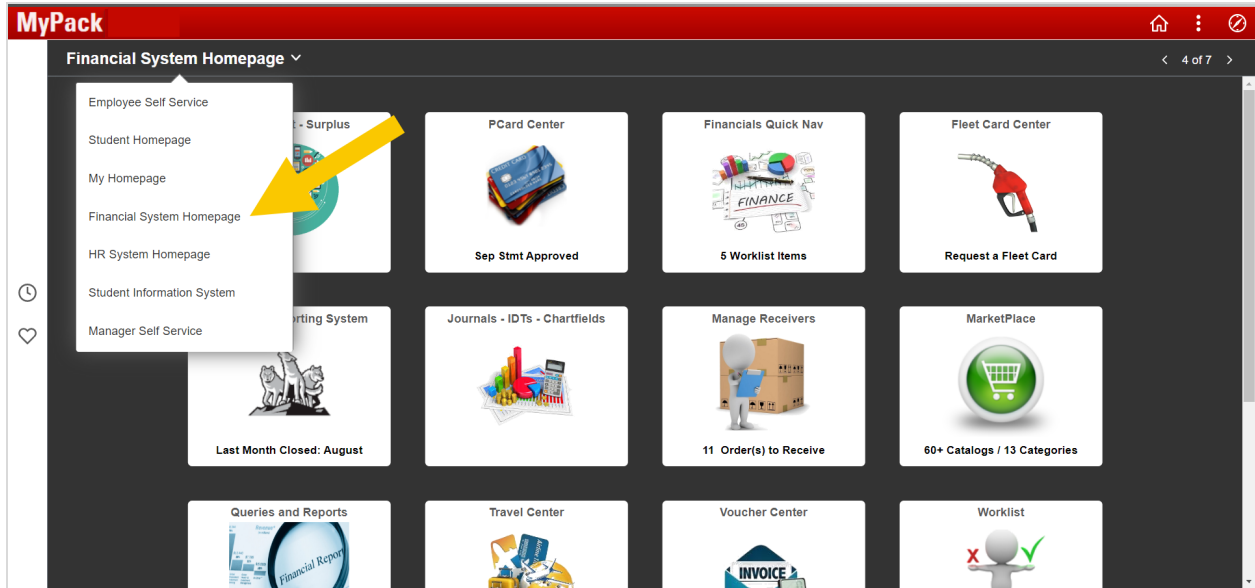 MyPack
Financial System Homepage
4 of 7
Employee Self Service
Student Homepage
My Homepage
Financial System Homepage
HR System Homepage
Student Information System
Manager Self Service
t - Surplus
PCard Center
Sep Stmt Approved
Financials Quick Nav
FINANCE
5 Worklist Items
Fleet Card Center
Request a Fleet Card
orting System
Last Month Closed: August
Journals - IDTs - Chartfields
Manage Receivers
11 Order(s) to Receive
MarketPlace
60+ Catalogs / 13 Categories
Queries and Reports
Financial Report
Travel Center
Voucher Center
INVOICE
Worklist